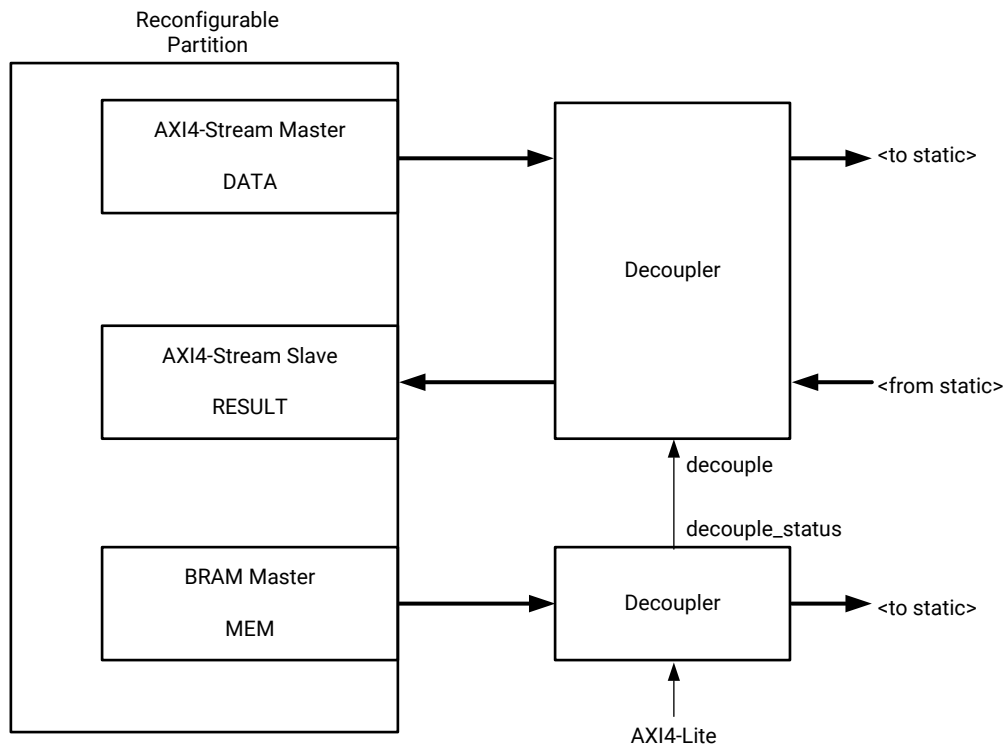 Reconfigurable
Partition
AXI4-Stream Master
DATA
<to static>
Decoupler
AXI4-Stream Slave
RESULT
<from static>
decouple
decouple_status
BRAM Master
MEM
Decoupler
<to static>
AXI4-Lite